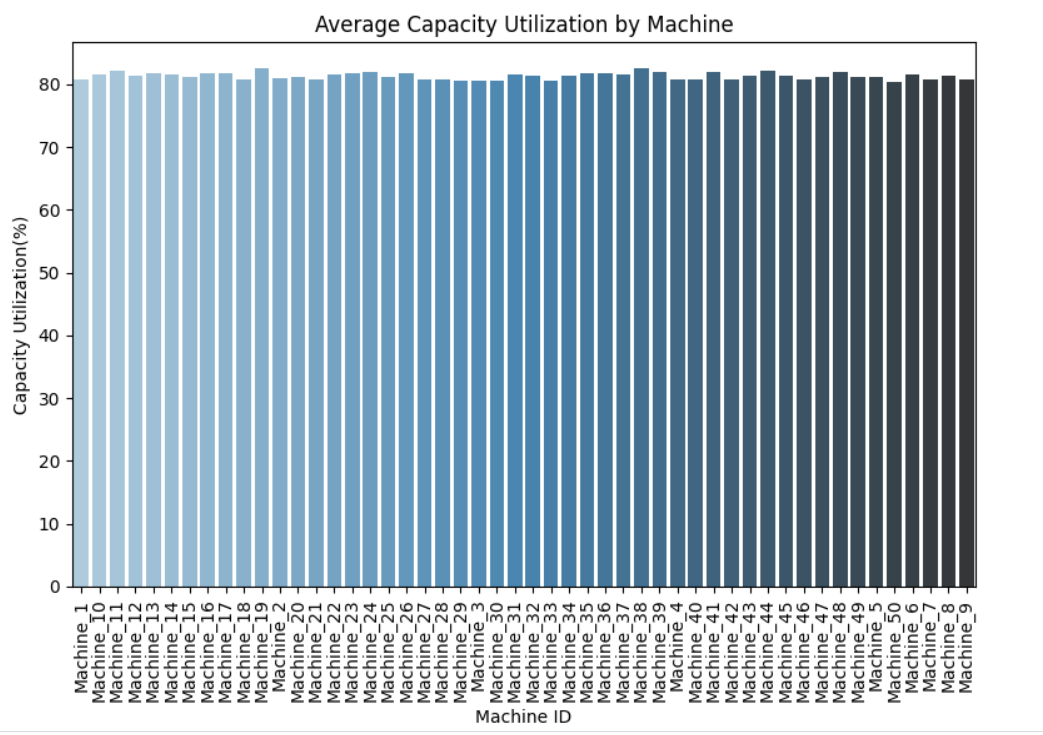 Average Capacity Utilization by Machine
Capacity Utilization(%)
80
70
60
50
40
30
20
10
0
Machine_1
Machine_10
Machine_11
Machine_12
Machine_13
Machine_14
Machine_15
Machine_16
Machine_17
Machine_18
Machine_19
Machine_2
Machine_20
Machine_21
Machine_22
Machine_23
Machine_24
Machine_25
Machine_26
Machine_27
Machine_28
Machine_29
Machine_3
Machine_30
Machine_31
Machine_32
Machine_33
Machine_34
Machine_35
Machine_36
Machine_37
Machine_38
Machine_39
Machine_4
Machine_40
Machine_41
Machine_42
Machine_43
Machine_44
Machine_45
Machine_46
Machine_47
Machine_48
Machine_49
Machine_5
Machine_50
Machine_6
Machine_7
Machine_8
Machine_9
Machine ID